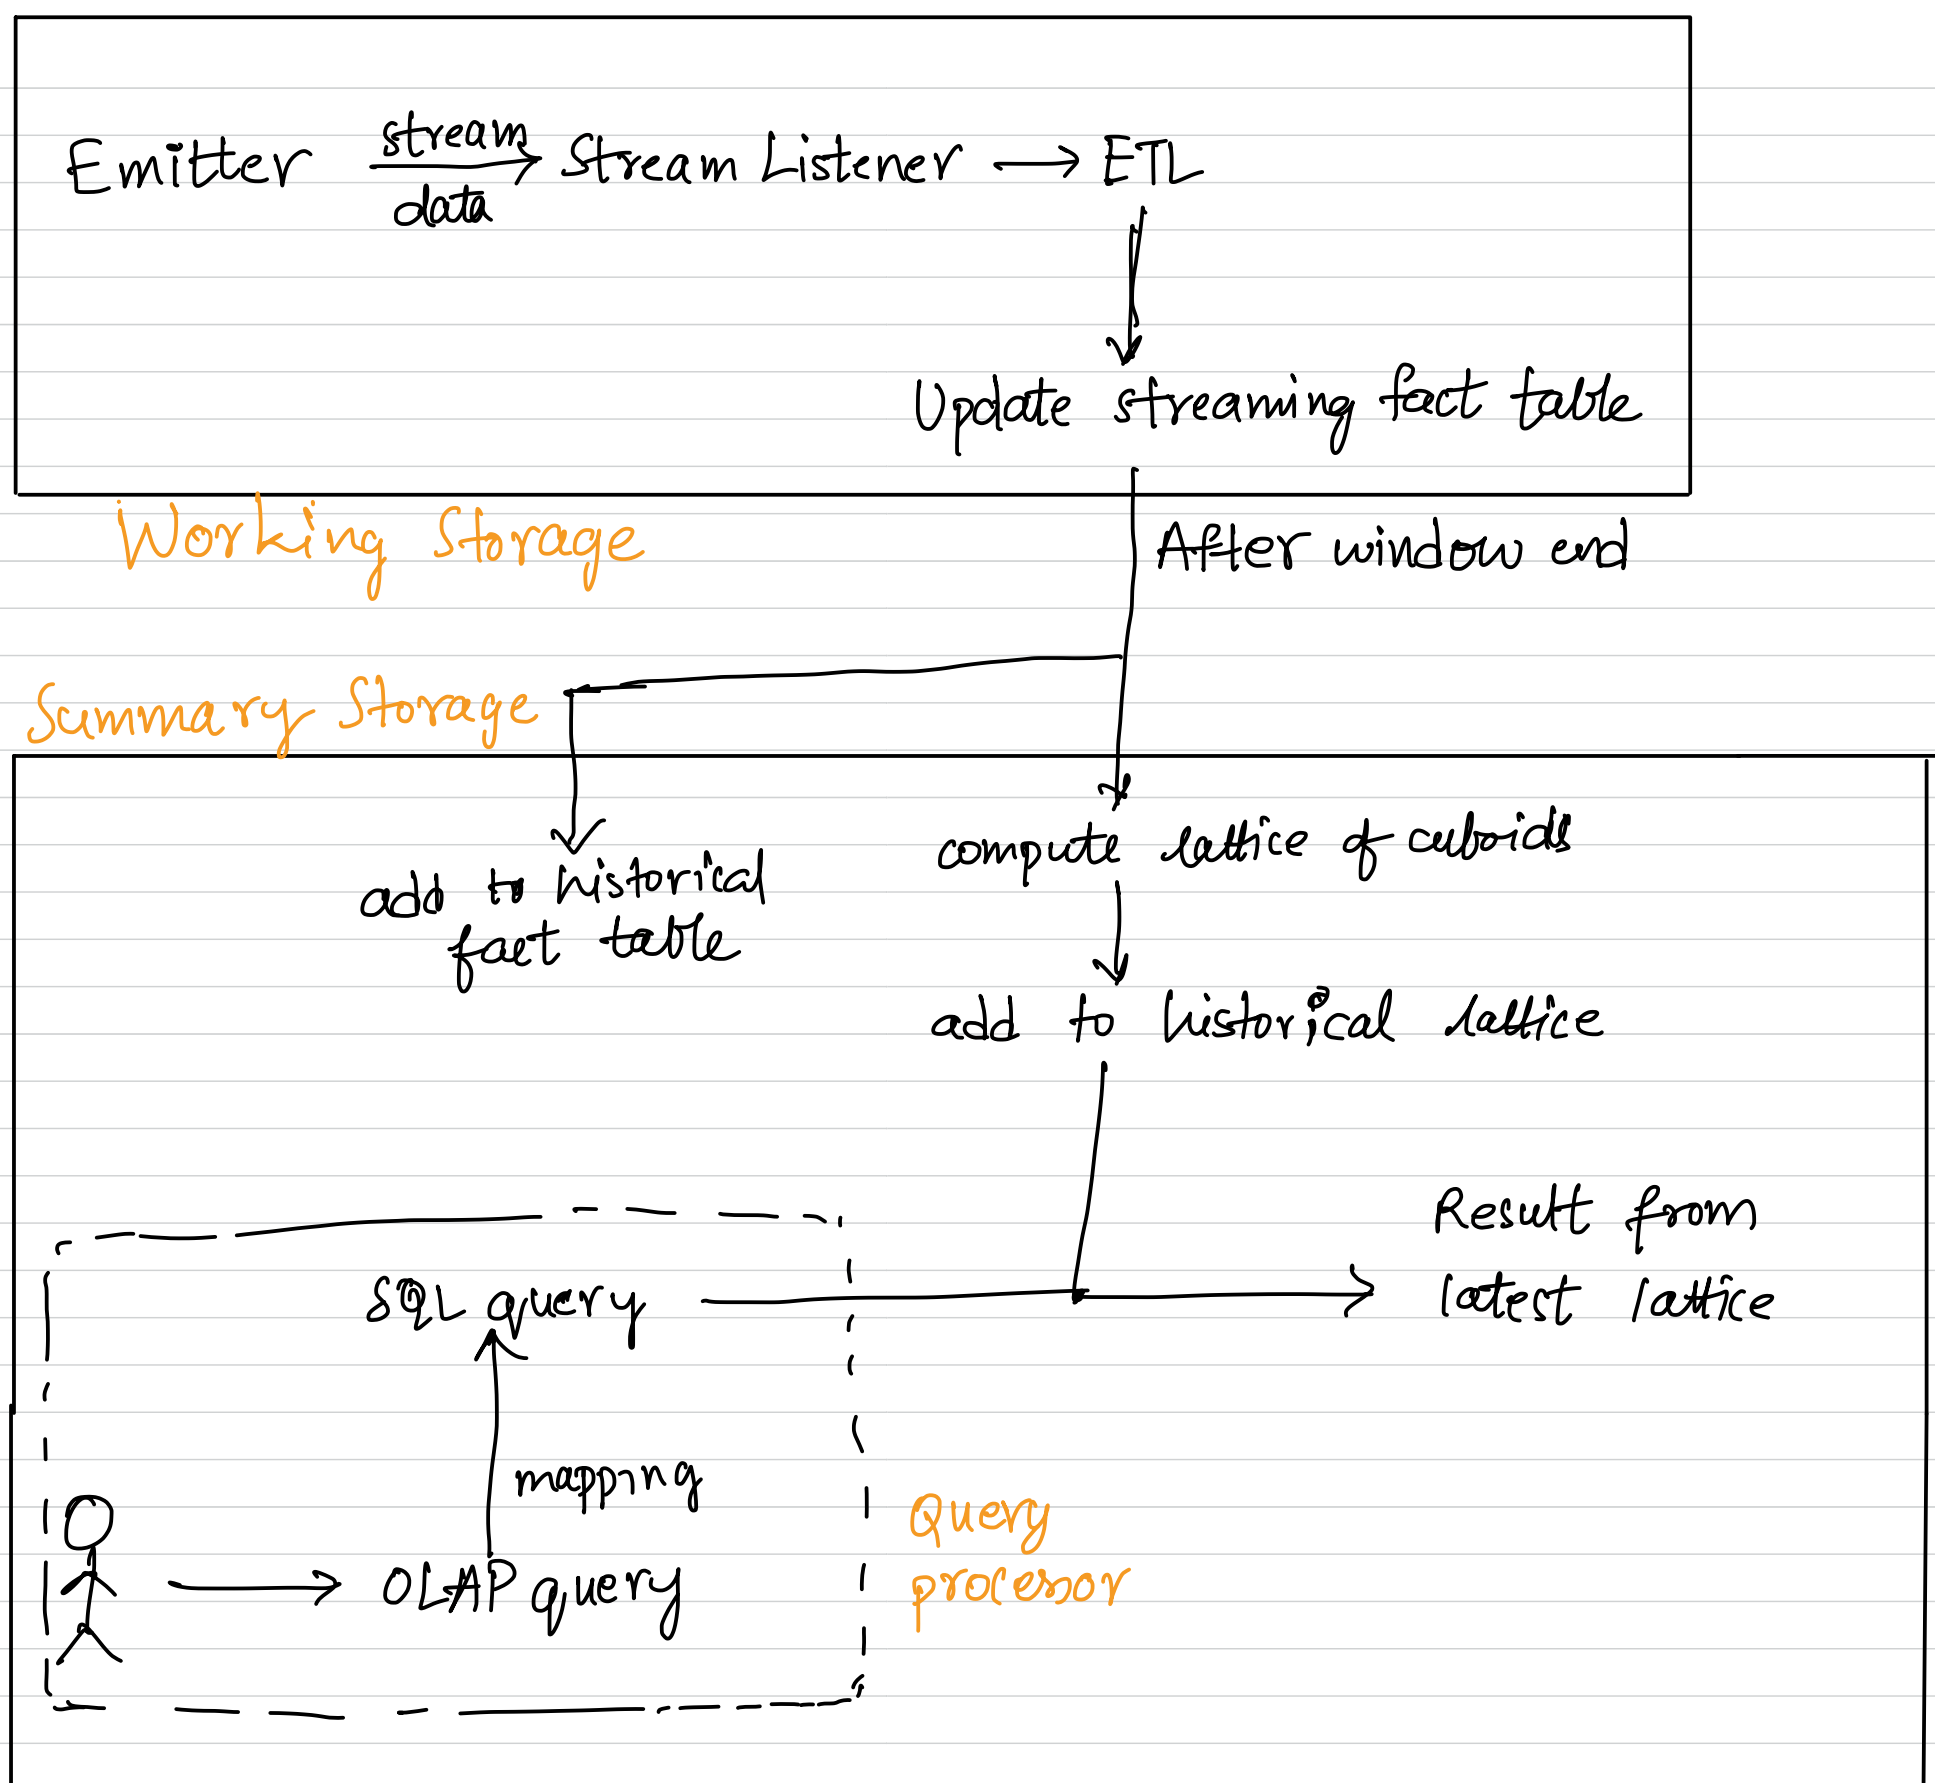 Emitter stream data Stream Listener ETL
Update streaming fact table
Working Storage
After window end
Summary Storage
compute lattice of cuboids
add to historical
fact table
add to historical lattice
Result from
latest lattice
SQL query
mapping
Query
processor
OLAP query